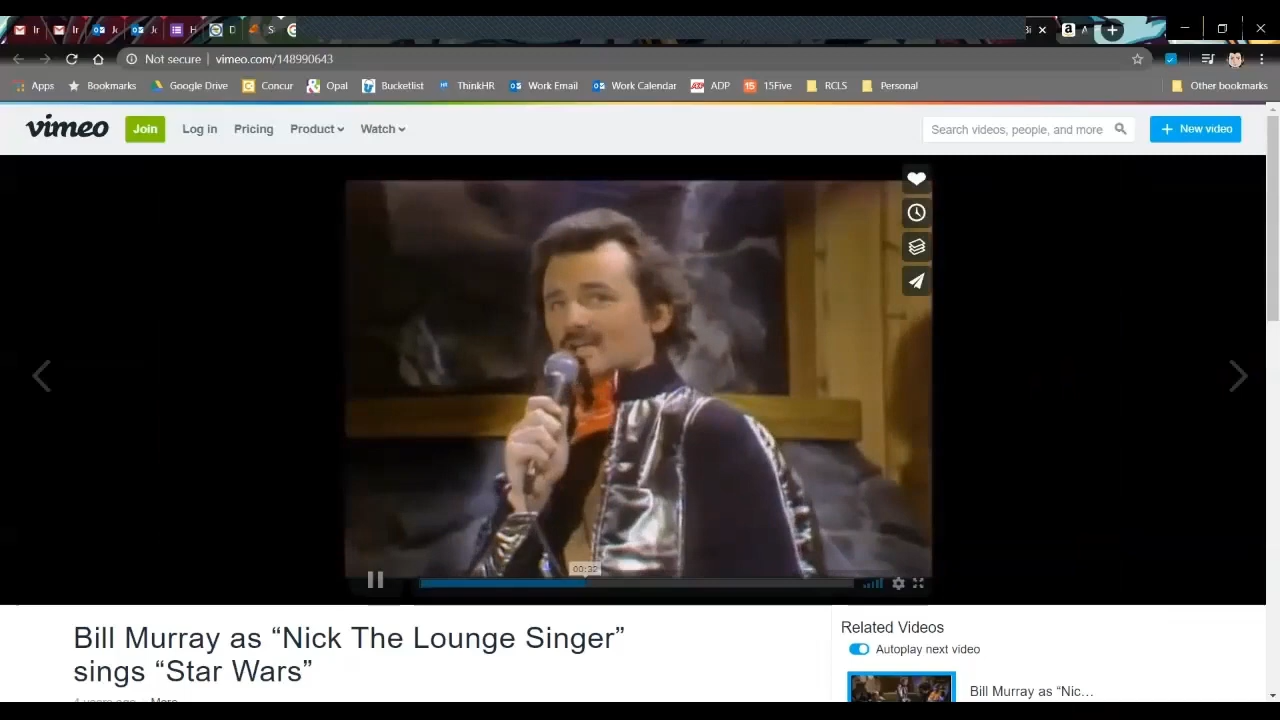 Not secure | vimeo.com/148990643
Apps Bookmarks Google Drive Concur Opal Bucketlist ThinkHR Work Email Work Calendar ADP 15 15Five RCLS Personal Other bookmarks
vimeo Join Log in Pricing Product Watch Search videos, people, and more + New video
00:32
Bill Murray as “Nick The Lounge Singer”
sings “Star Wars”
Related Videos
Autoplay next video
Bill Murray as “Nic...
More